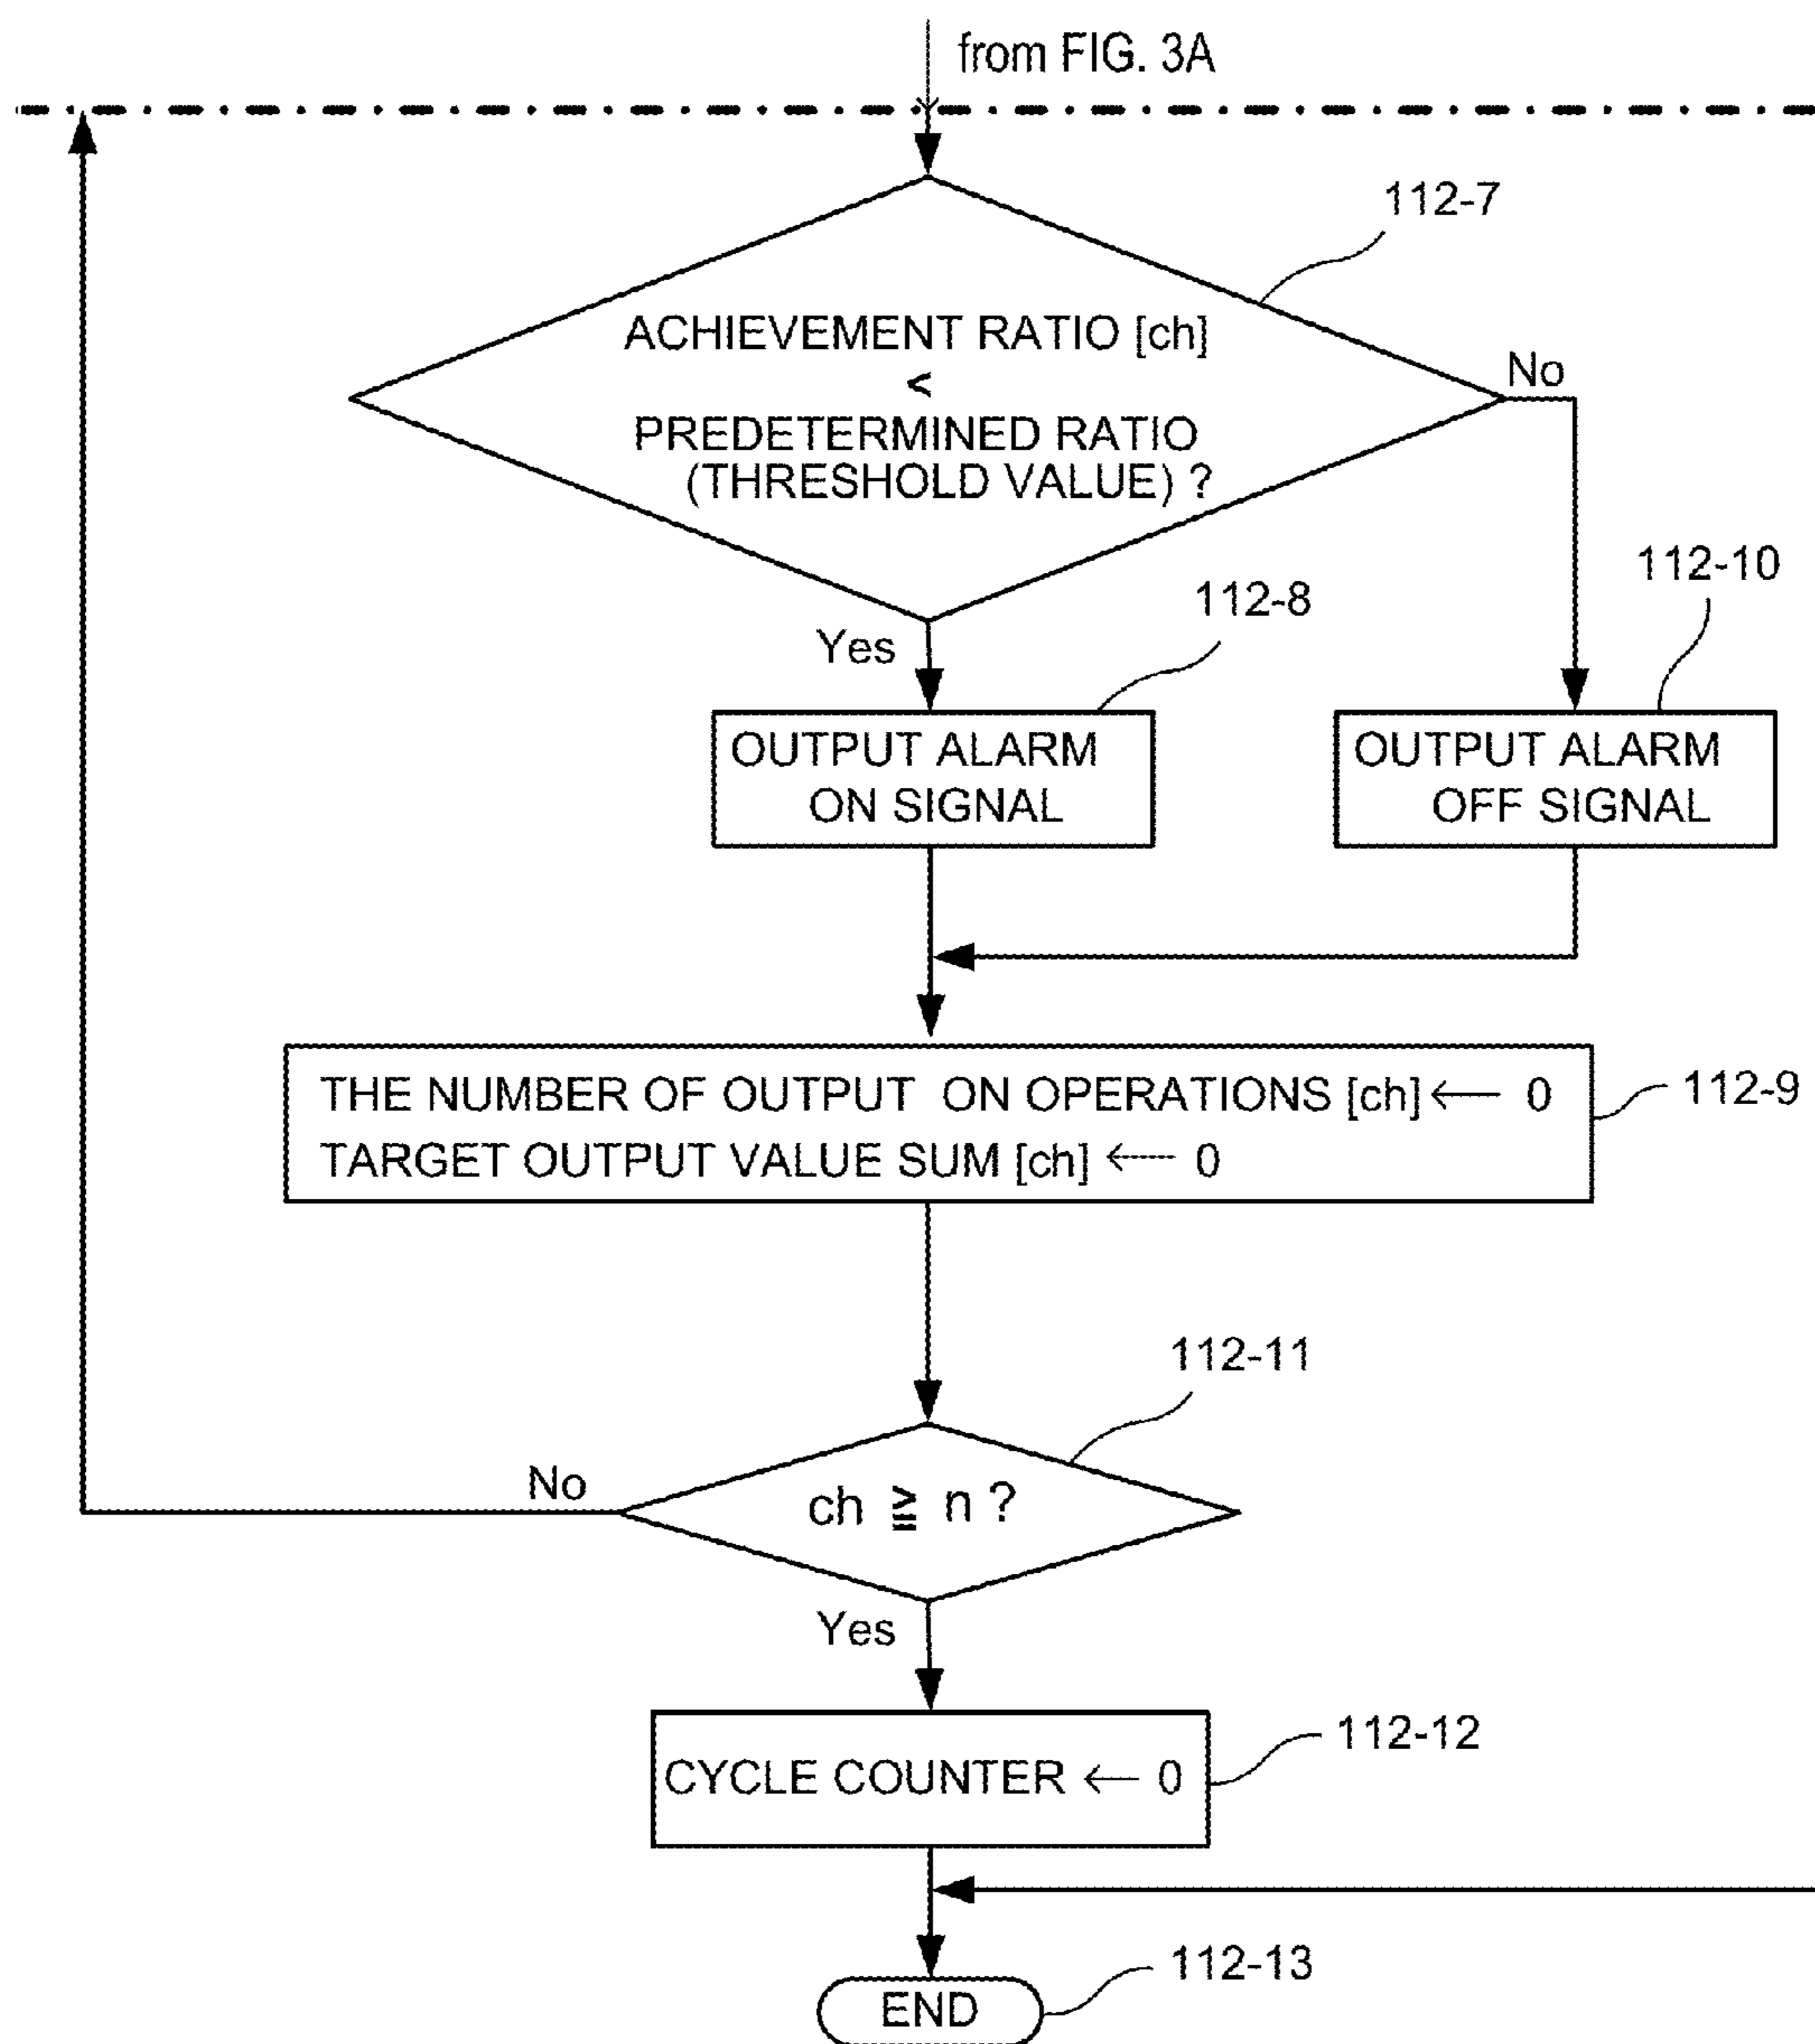 from FIG. 3A
112-7
ACHIEVEMENT RATIO [ch]
<
PREDETERMINED RATIO
(THRESHOLD VALUE) ?
No
Yes
112-8
112-10
OUTPUT ALARM
ON SIGNAL
OUTPUT ALARM
OFF SIGNAL
THE NUMBER OF OUTPUT ON OPERATIONS [ch] ← 0
TARGET OUTPUT VALUE SUM [ch] ← 0
112-9
112-11
ch ≧ n ?
No
Yes
112-12
CYCLE COUNTER ← 0
112-13
END